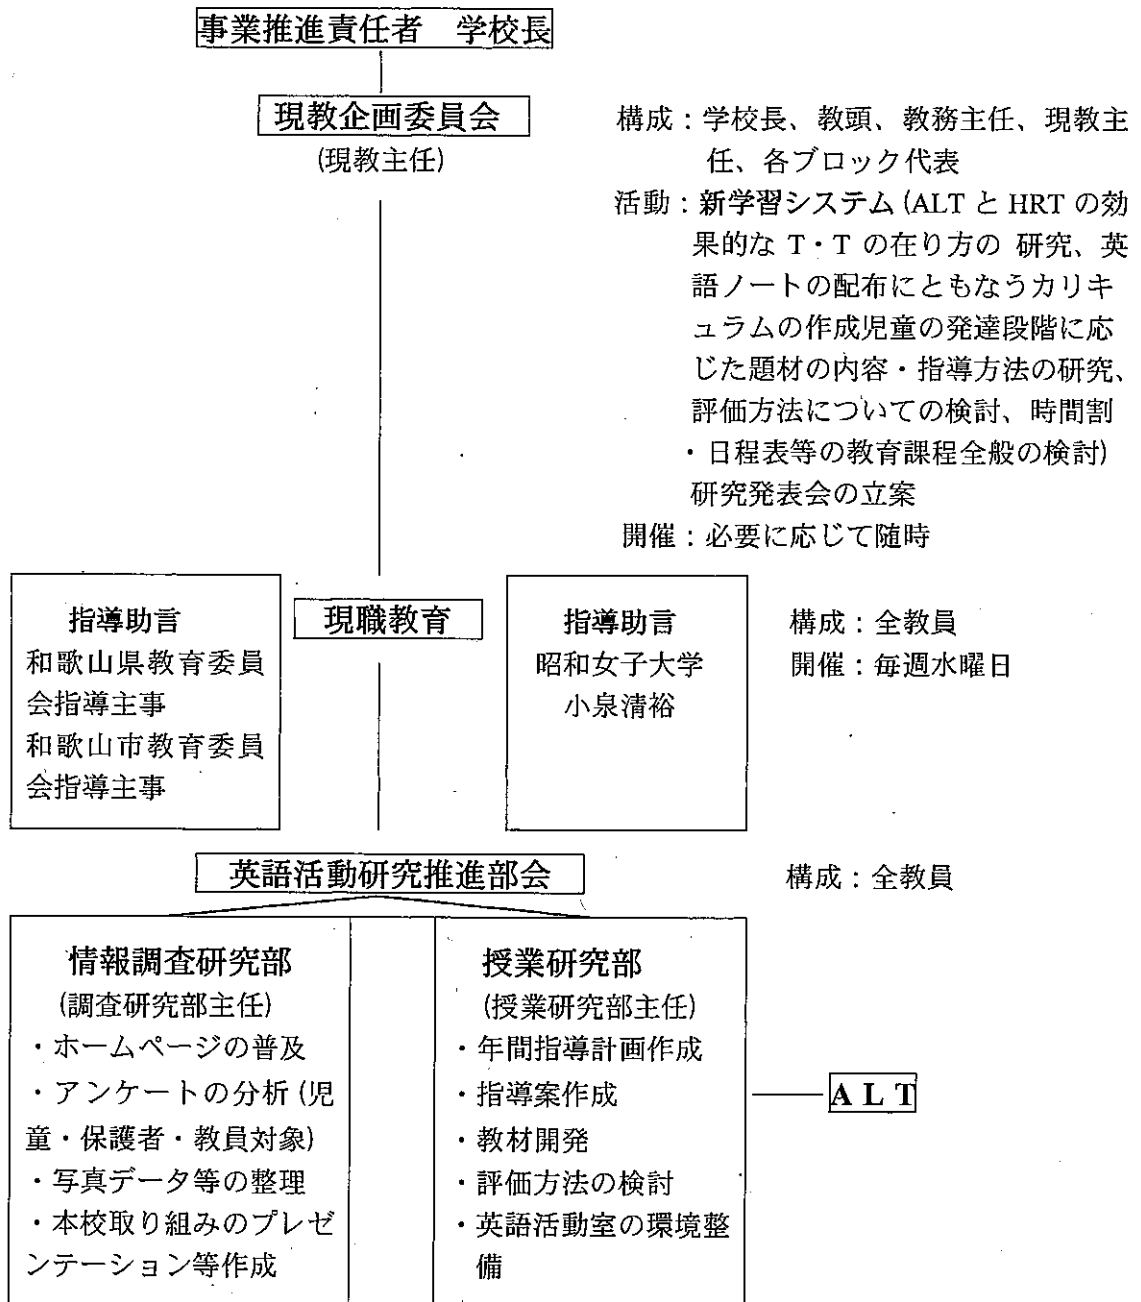 事業推進責任者　学校長
現教企画委員会
(現教主任)
構成：学校長、教頭、教務主任、現教主
任、各ブロック代表
活動：新学習システム(ALTとHRTの効
果的なT・Tの在り方の 研究、英
語ノートの配布にともなうカリキ
ュラムの作成児童の発達段階に応
じた題材の内容・指導方法の研究、
評価方法についての検討、時間割
・日程表等の教育課程全般の検討)
研究発表会の立案
開催：必要に応じて随時
指導助言
和歌山県教育委員
会指導主事
和歌山市教育委員
会指導主事
現職教育
指導助言
昭和女子大学
小泉清裕
構成：全教員
開催：毎週水曜日
英語活動研究推進部会
構成：全教員
情報調査研究部
(調査研究部主任)
・ホームページの普及
・アンケートの分析(児
童・保護者・教員対象)
・写真データ等の整理
・本校取り組みのプレゼ
ンテーション等作成
授業研究部
(授業研究部主任)
・年間指導計画作成
・指導案作成
・教材開発
・評価方法の検討
・英語活動室の環境整
備
ＡＬＴ